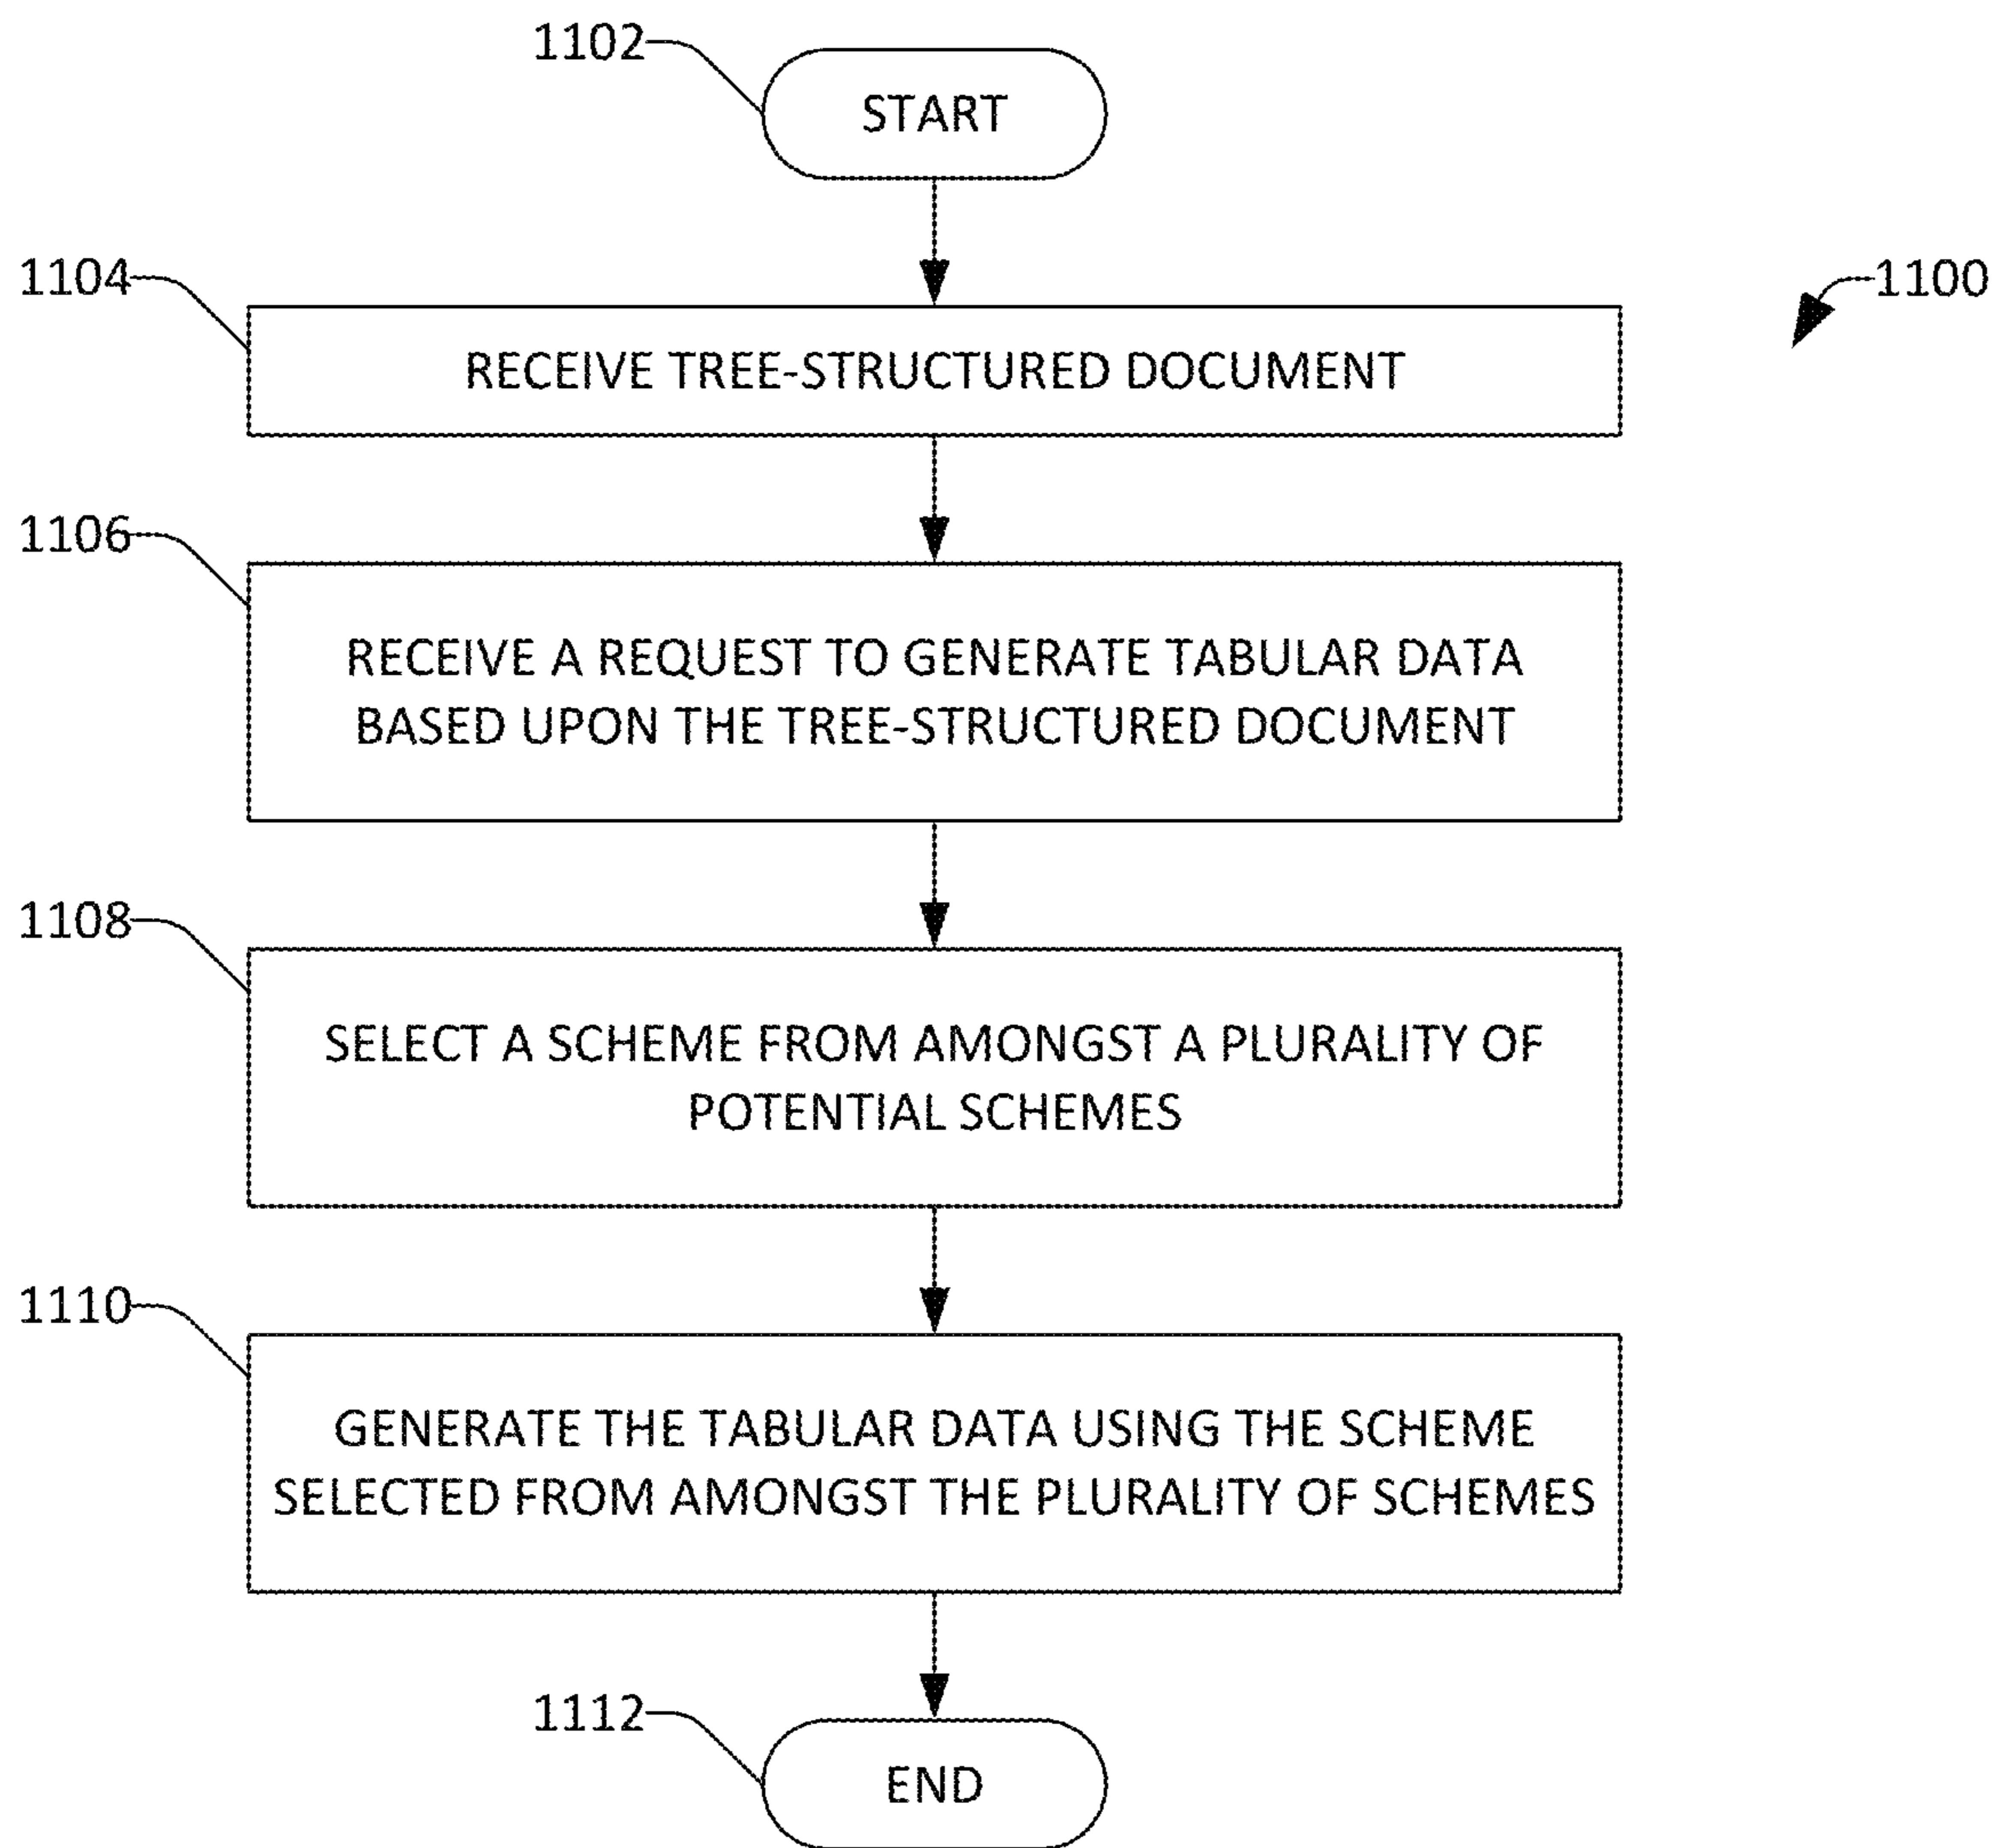 1102
START
1104
1100
RECEIVE TREE-STRUCTURED DOCUMENT
1106
RECEIVE A REQUEST TO GENERATE TABULAR DATA
BASED UPON THE TREE-STRUCTURED DOCUMENT
1108
SELECT A SCHEME FROM AMONGST A PLURALITY OF
POTENTIAL SCHEMES
1110
GENERATE THE TABULAR DATA USING THE SCHEME
SELECTED FROM AMONGST THE PLURALITY OF SCHEMES
1112
END